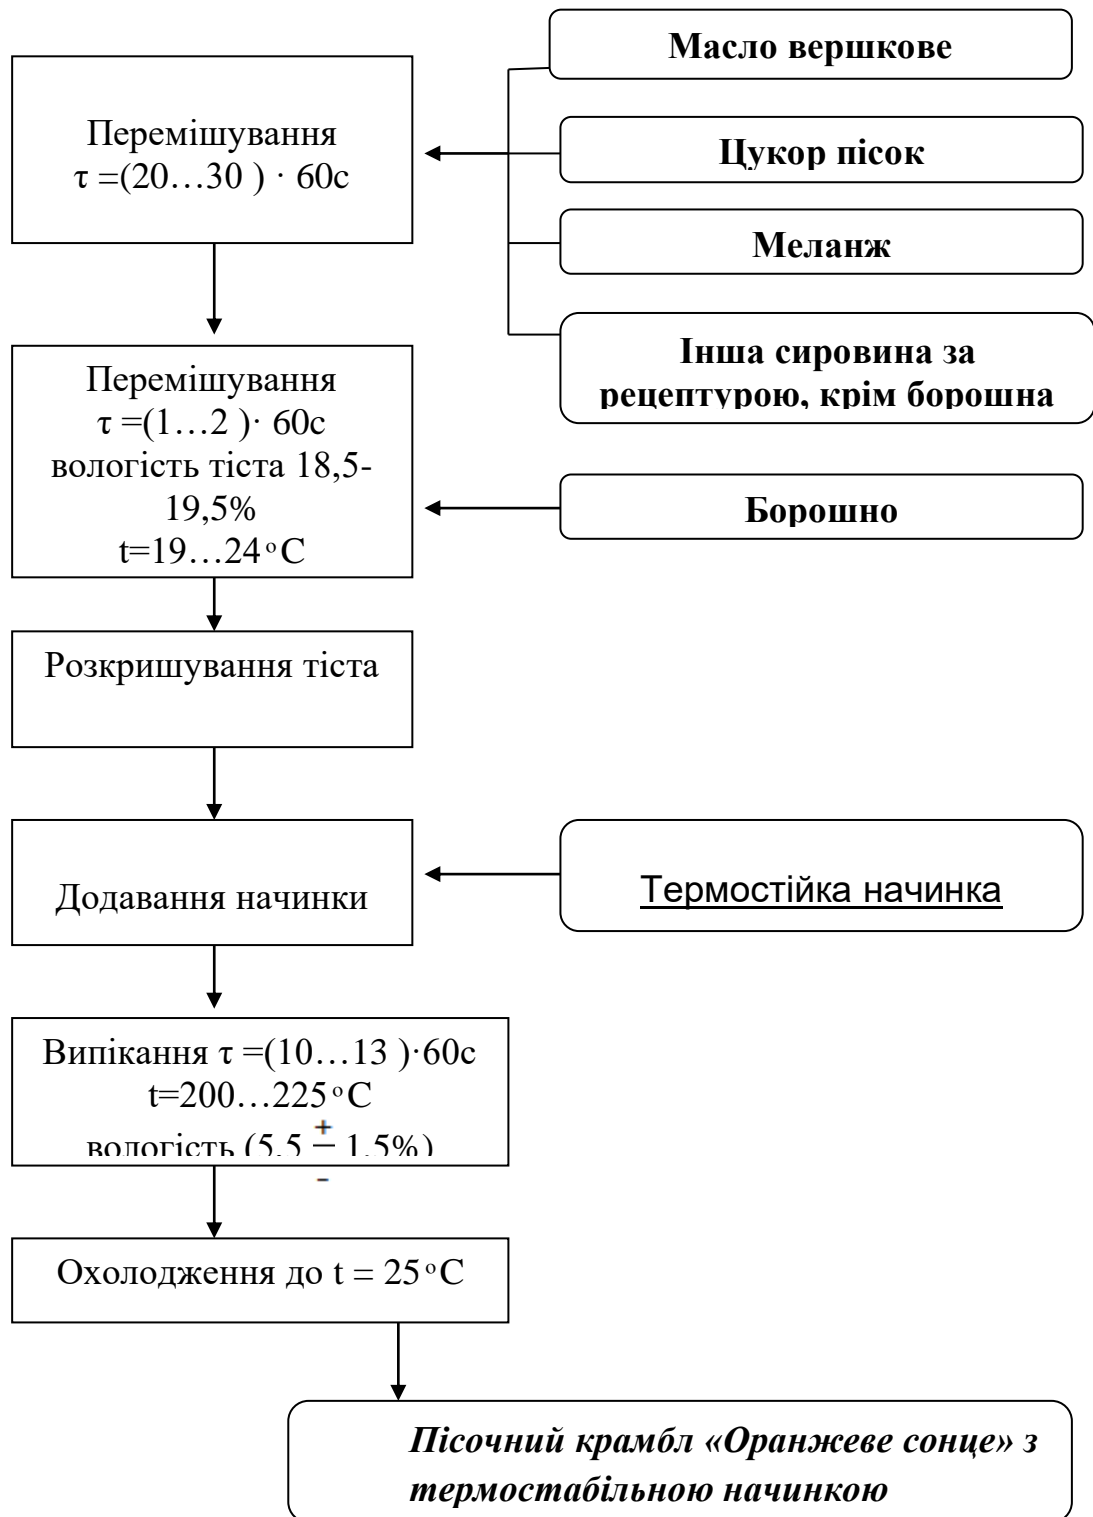 Масло вершкове
Перемішування
τ =(20…30 ) · 60с
Цукор пісок
Меланж
Інша сировина за
рецептурою, крім борошна
Перемішування
τ =(1…2 )· 60с
вологість тіста 18,5-
19,5%
t=19…24°С
Борошно
Розкришування тіста
Додавання начинки
Термостійка начинка
Випікання τ =(10…13 )·60с
t=200…225°С
вологість (5,5 ± 1,5%)
-
Охолодження до t = 25°С
Пісочний крамбл «Оранжеве сонце» з
термостабільною начинкою